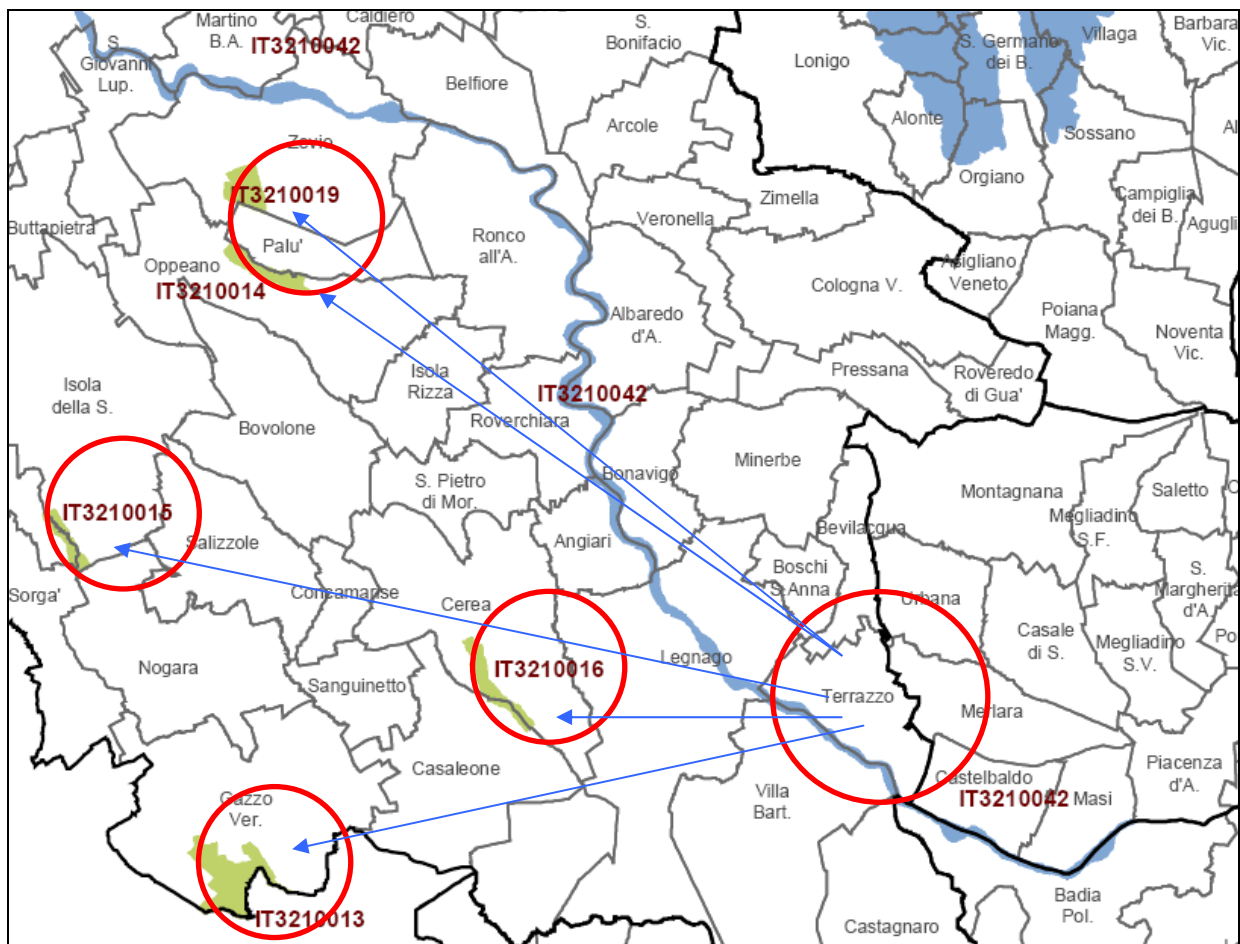 Martino
B.A.
Caldiero
S.
Bonifacio
Lonigo
S. Germano
dei B.
Villaga
Barbara
Vic.
S.
Giovanni
Lup.
IT3210042
Belfiore
Arcole
Alonte
Sossano
Al
Zevio
Orgiano
IT3210019
Zimella
Campiglia
dei B.
Agugli
Buttapietra
Palu'
Ronco
all'A.
Veronella
Oppeano
IT3210014
Cologna V.
Asigliano
Veneto
Albaredo
d'A.
Poiana
Magg.
Noventa
Vic.
Isola
della S.
Isola
Rizza
IT3210042
Pressana
Roveredo
di Gua'
Roverchiara
Bovolone
Bonavigo
Minerbe
S. Pietro
di Mor.
Montagnana
Saletto
IT3210015
Megliadino
S.F.
Bevilacqua
Salizzole
Angiari
Boschi
S.Anna
S.
Margherita
d'A.
Sorga'
Concamarise
Cerea
Urbana
Casale
di S.
Po
Megliadino
S.V.
Nogara
Sanguinetto
IT3210016
Legnago
Terrazzo
Merlara
Casaleone
Piacenza
d'A.
Gazzo
Ver.
Villa
Bart.
Castelbaldo
IT3210042
Masi
IT3210013
Badia
Pol.
Castagnaro